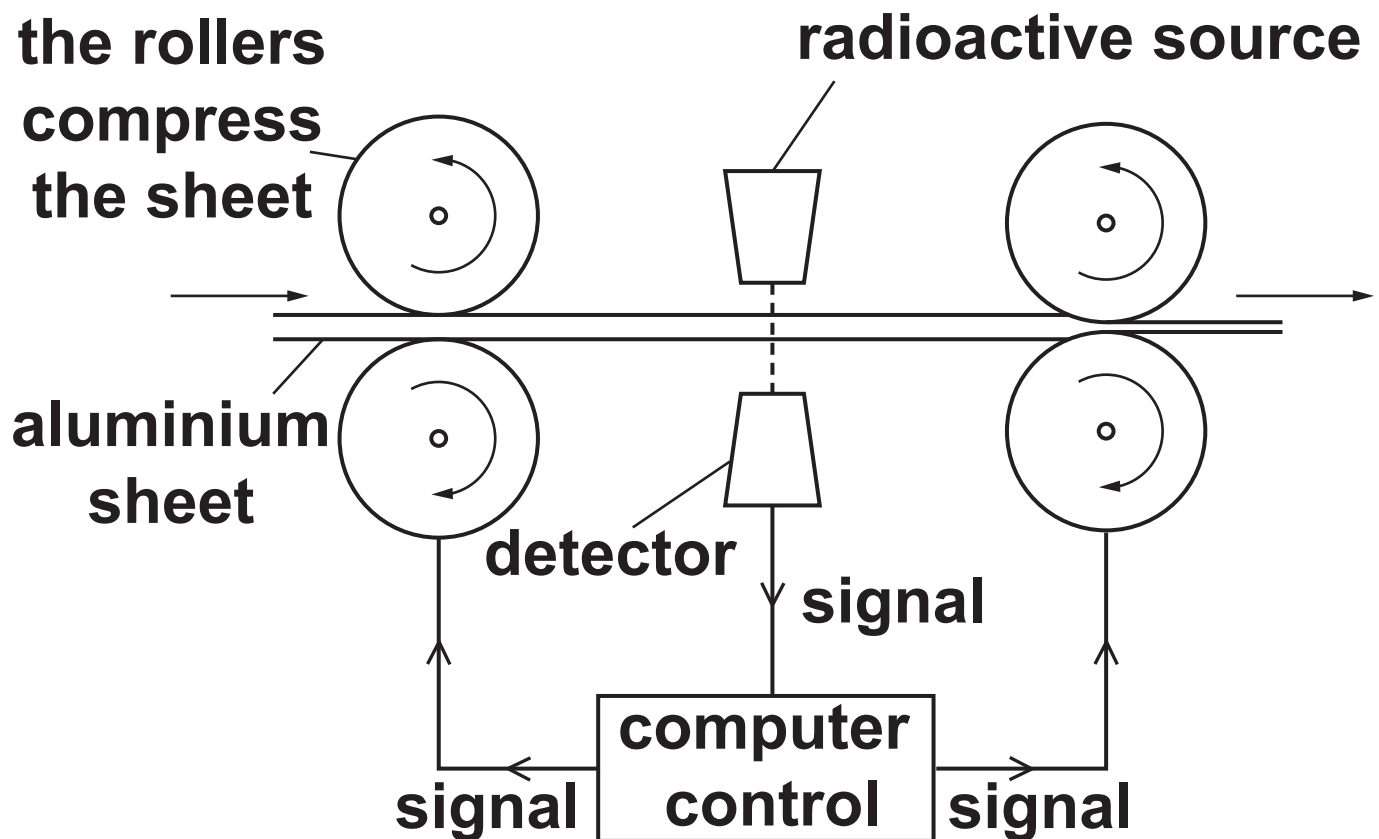 the rollers
compress
the sheet
radioactive source
aluminium
sheet
detector
signal
computer
control
signal
signal